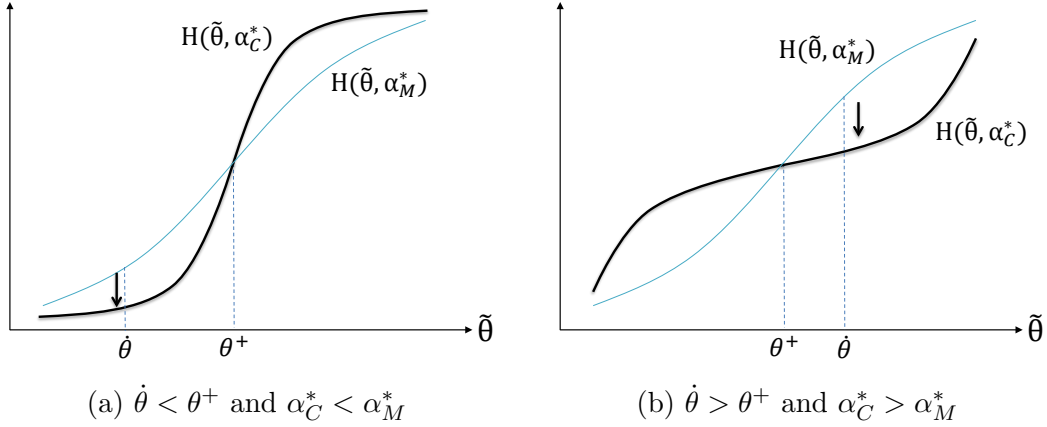 H(θ̃, α*_C)
H(θ̃, α*_M)
θ̇
θ⁺
θ̃
(a) θ̇ < θ⁺ and α*_C < α*_M
H(θ̃, α*_M)
H(θ̃, α*_C)
θ⁺
θ̇
θ̃
(b) θ̇ > θ⁺ and α*_C > α*_M